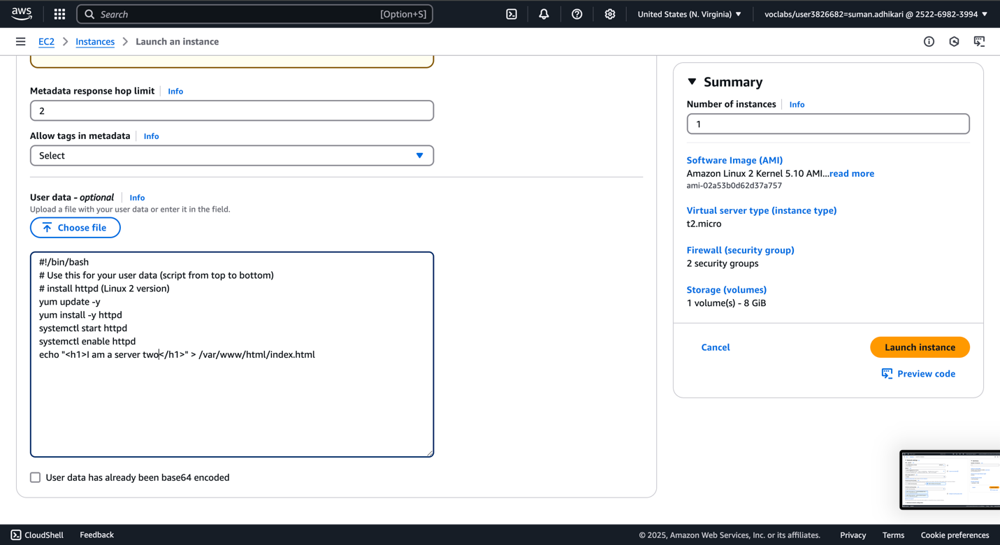 aws
Search [Option+S]
United States (N. Virginia) ▼
voclabs/user3826682=suman.adhikari @ 2522-6982-3994 ▼
EC2 > Instances > Launch an instance
Metadata response hop limit | Info
2
Allow tags in metadata | Info
Select
User data - optional | Info
Upload a file with your user data or enter it in the field.
Choose file
#!/bin/bash
# Use this for your user data (script from top to bottom)
# install httpd (Linux 2 version)
yum update -y
yum install -y httpd
systemctl start httpd
systemctl enable httpd
echo "<h1>I am a server two</h1>" > /var/www/html/index.html
User data has already been base64 encoded
Summary
Number of instances | Info
1
Software Image (AMI)
Amazon Linux 2 Kernel 5.10 AMI...read more
ami-02a53b0d62d37a757
Virtual server type (instance type)
t2.micro
Firewall (security group)
2 security groups
Storage (volumes)
1 volume(s) - 8 GiB
Cancel
Launch instance
Preview code
CloudShell
Feedback
© 2025, Amazon Web Services, Inc. or its affiliates.
Privacy
Terms
Cookie preferences